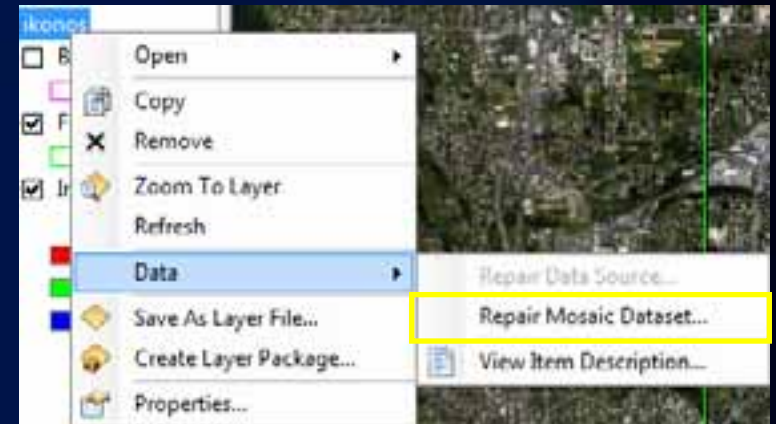 ikonos
B
Open
Copy
F
Remove
Zoom To Layer
Refresh
Data
Repair Data Source...
Save As Layer File...
Repair Mosaic Dataset...
Create Layer Package...
View Item Description...
Properties...